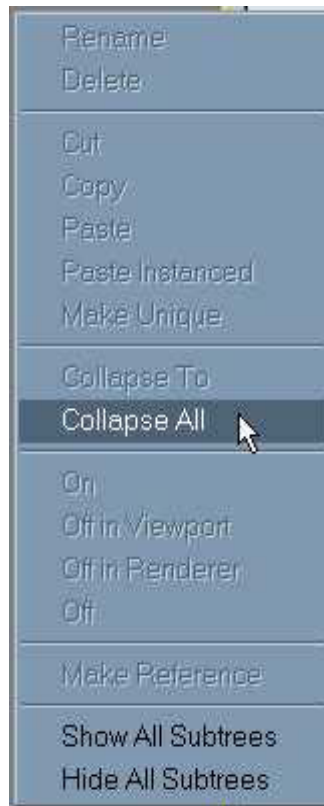 Rename
Delete
Cut
Copy
Paste
Paste Instanced
Make Unique
Collapse To
Collapse All
On
Off in Viewport
Off in Renderer
Off
Make Reference
Show All Subtrees
Hide All Subtrees